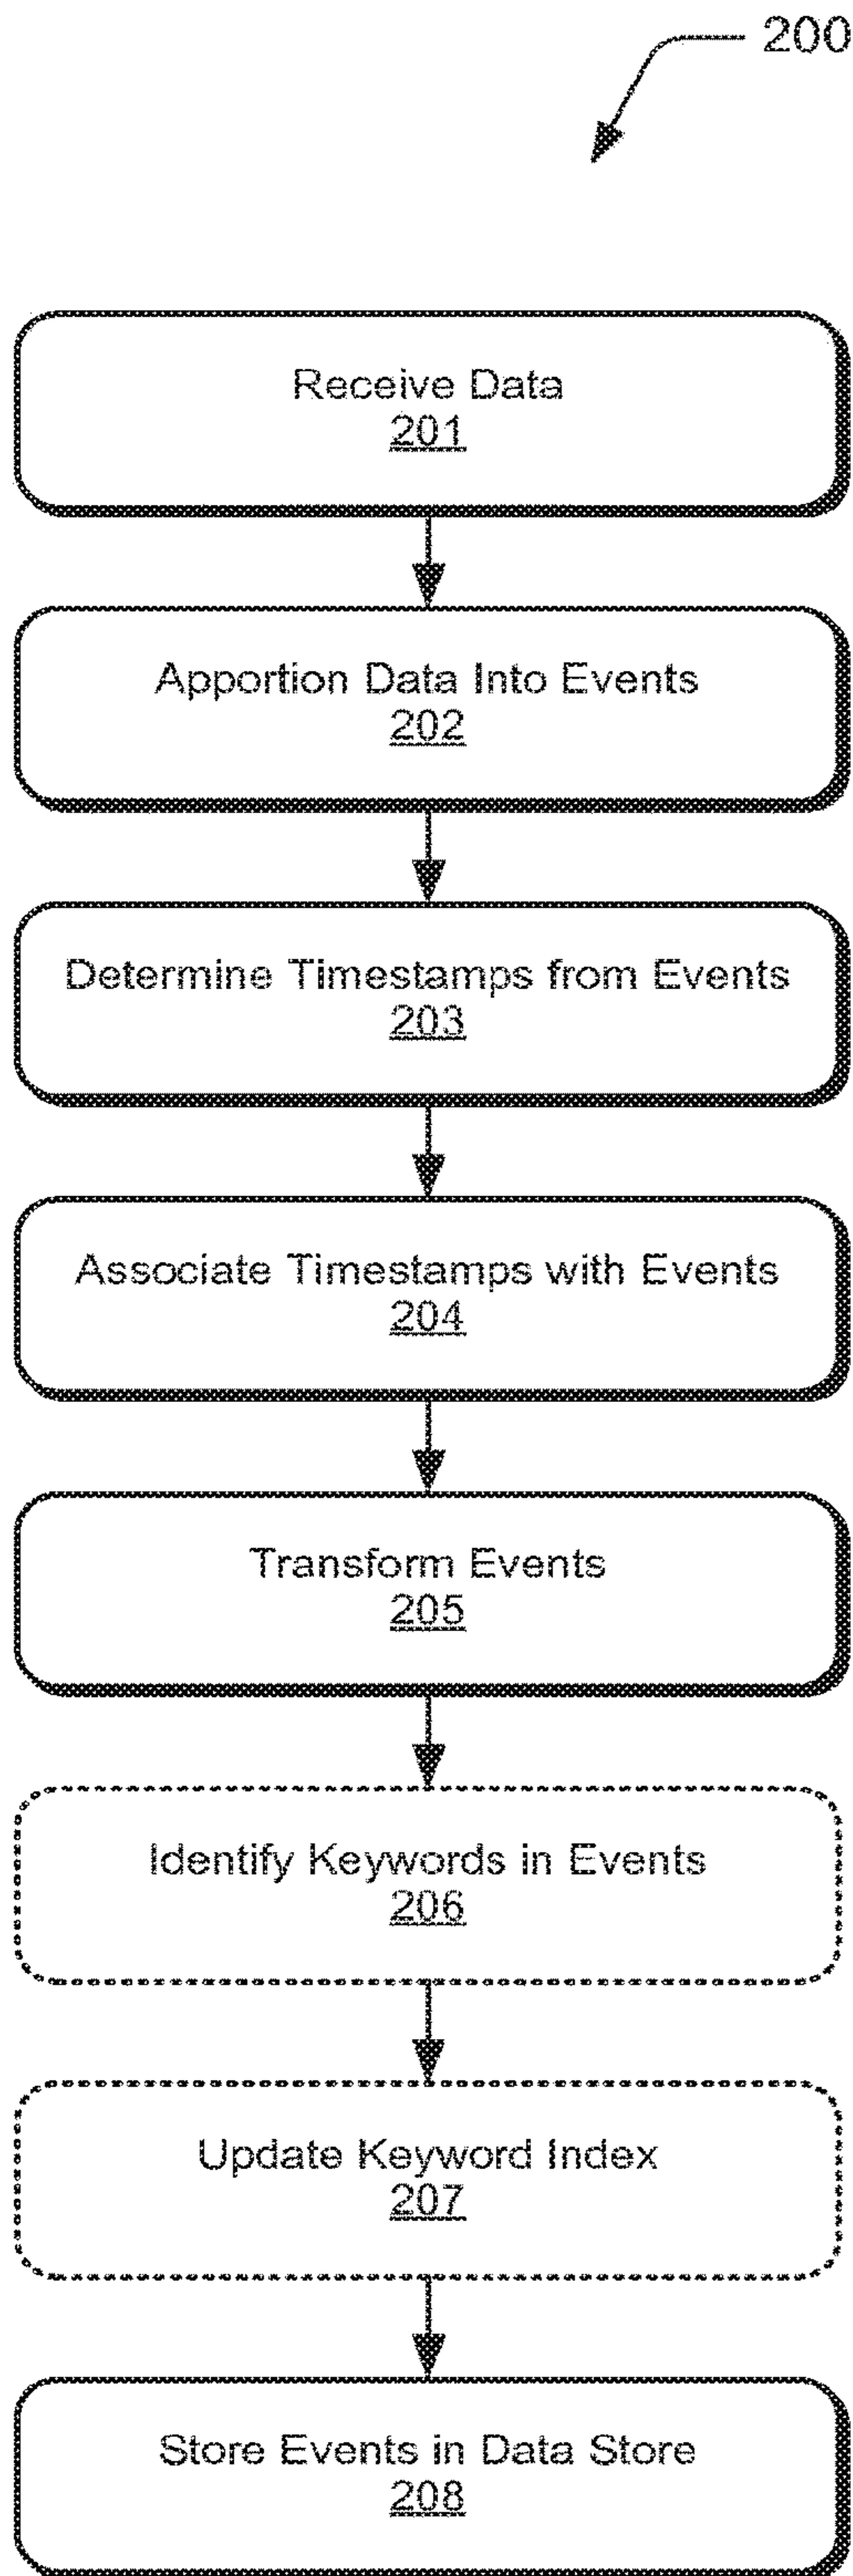 200
Receive Data
201
Apportion Data Into Events
202
Determine Timestamps from Events
203
Associate Timestamps with Events
204
Transform Events
205
Identify Keywords in Events
206
Update Keyword Index
207
Store Events in Data Store
208